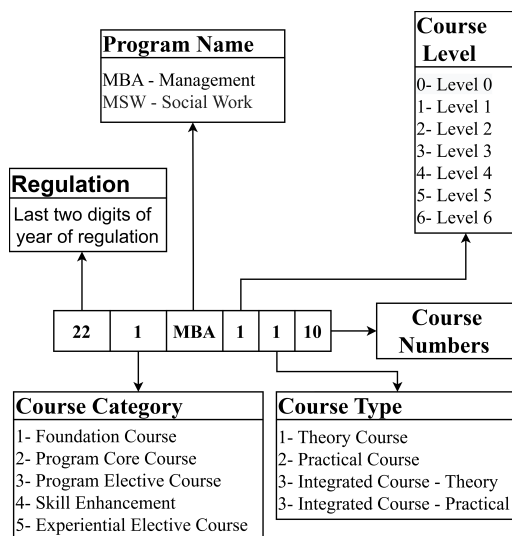 Program Name
MBA - Management
MSW - Social Work
Course
Level
0- Level 0
1- Level 1
2- Level 2
3- Level 3
4- Level 4
5- Level 5
6- Level 6
Regulation
Last two digits of
year of regulation
22 1 MBA 1 1 10
Course
Numbers
Course Category
1- Foundation Course
2- Program Core Course
3- Program Elective Course
4- Skill Enhancement
5- Experiential Elective Course
Course Type
1- Theory Course
2- Practical Course
3- Integrated Course - Theory
3- Integrated Course - Practical